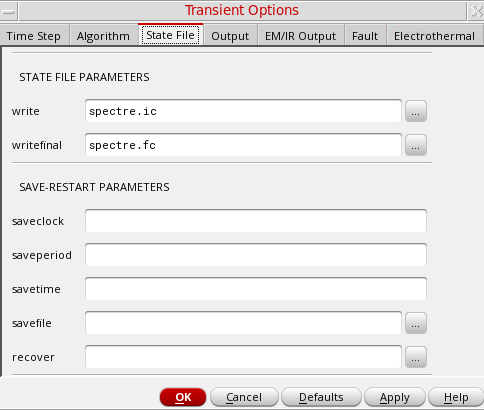 Transient Options
Time Step Algorithm State File Output EM/IR Output Fault Electrothermal
STATE FILE PARAMETERS
write spectre.ic ...
writefinal spectre.fc ...
SAVE-RESTART PARAMETERS
saveclock
saveperiod
savetime
savefile ...
recover ...
OK Cancel Defaults Apply Help